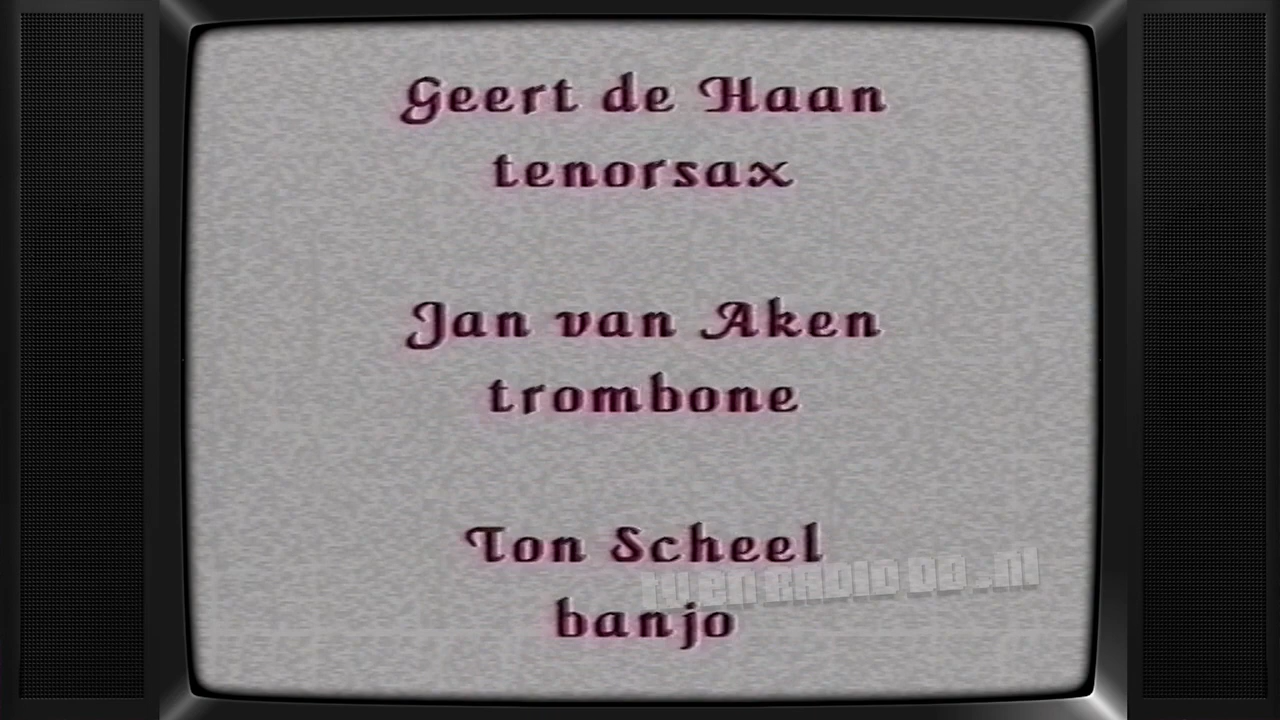 Geert de Haan
tenorsax
Jan van Aken
trombone
Ton Scheel
banjo